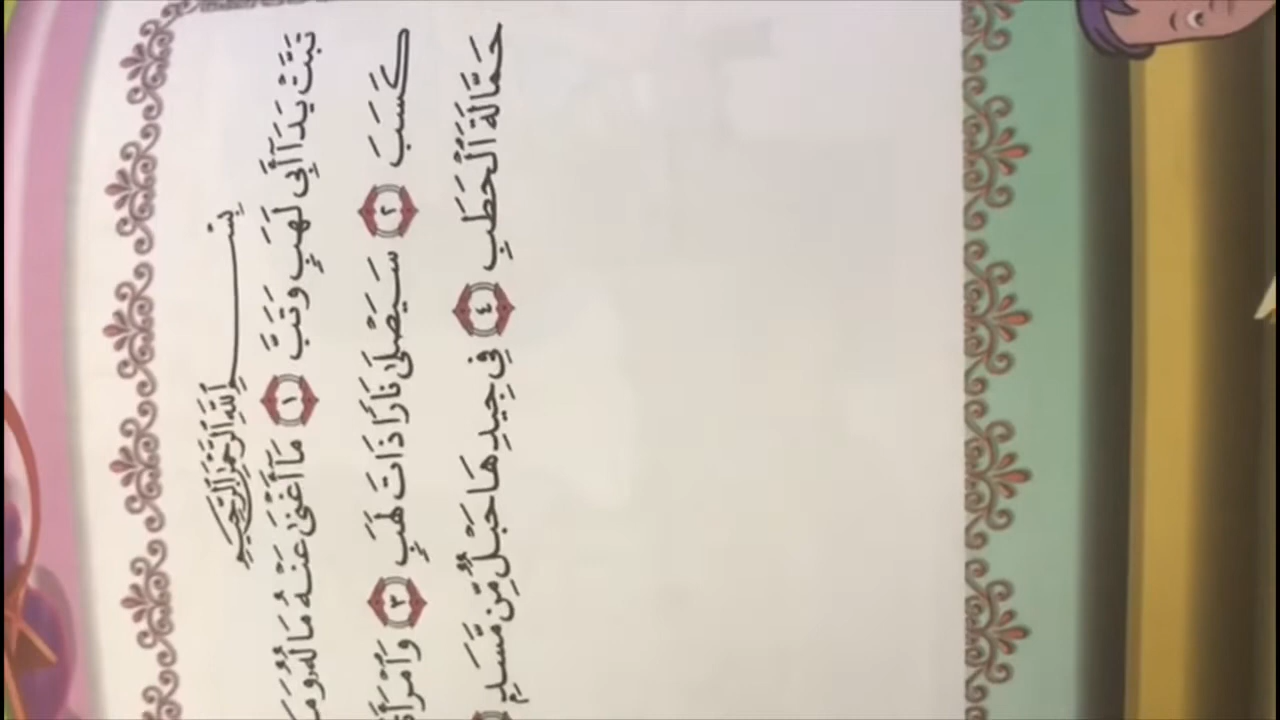 بِسْمِ ٱللَّهِ ٱلرَّحْمَٰنِ ٱلرَّحِيمِ
تَبَّتْ يَدَآ أَبِى لَهَبٍ وَتَبَّ ١ مَآ أَغْنَىٰ عَنْهُ مَالُهُۥ وَمَا
كَسَبَ ٢ سَيَصْلَىٰ نَارًا ذَاتَ لَهَبٍ ٣ وَٱمْرَأَتُهُۥ
حَمَّالَةَ ٱلْحَطَبِ ٤ فِى جِيدِهَا حَبْلٌ مِّن مَّسَدٍۭ